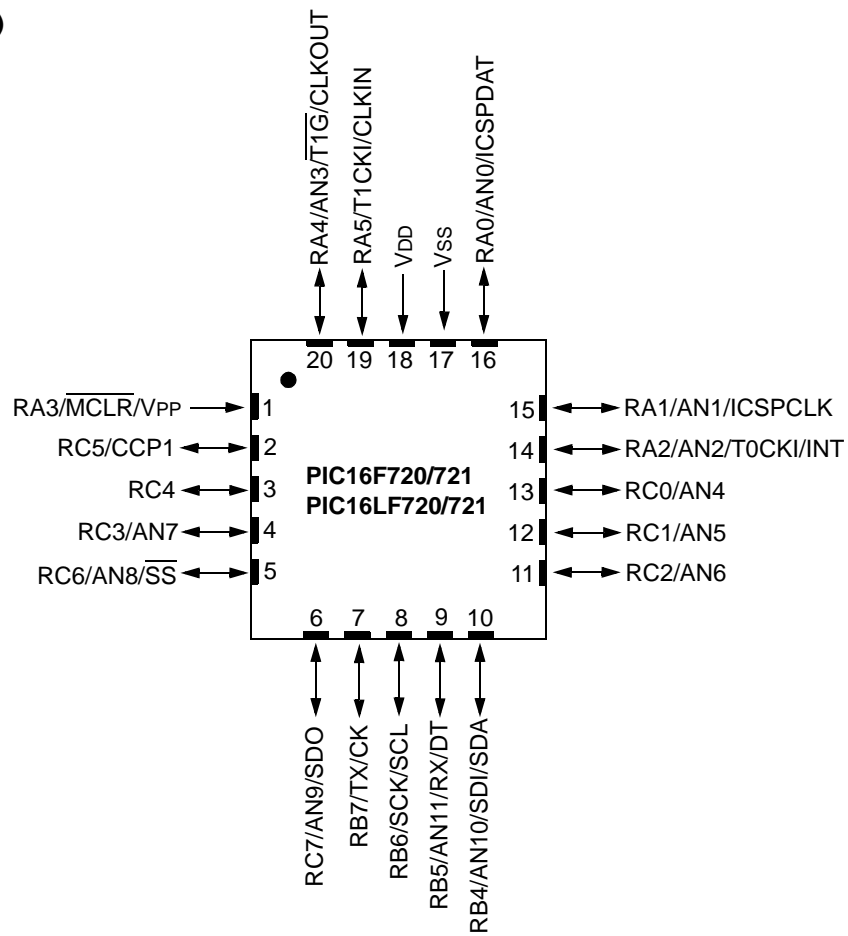 )
RA4/AN3/T1G/CLKOUT
RA5/T1CKI/CLKIN
VDD
VSS
RA0/AN0/ICSPDAT
20
19
18
17
16
RA3/MCLR/VPP
1
RC5/CCP1
2
RC4
3
RC3/AN7
4
RC6/AN8/SS
5
PIC16F720/721
PIC16LF720/721
15
RA1/AN1/ICSPCLK
14
RA2/AN2/T0CKI/INT
13
RC0/AN4
12
RC1/AN5
11
RC2/AN6
6
7
8
9
10
RC7/AN9/SDO
RB7/TX/CK
RB6/SCK/SCL
RB5/AN11/RX/DT
RB4/AN10/SDI/SDA